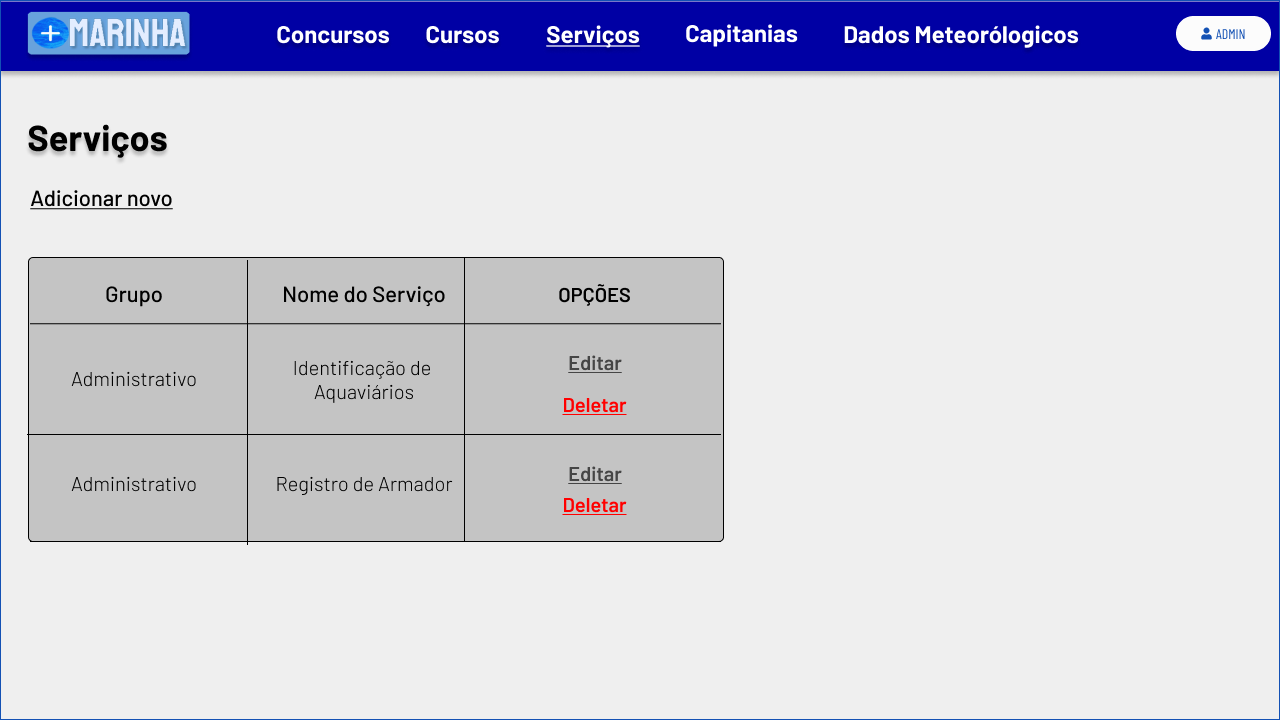 +MARINHA
Concursos
Cursos
Serviços
Capitanias
Dados Meteorólogicos
ADMIN
Serviços
Adicionar novo
Grupo
Nome do Serviço
OPÇÕES
Administrativo
Identificação de
Aquaviários
Editar
Deletar
Administrativo
Registro de Armador
Editar
Deletar